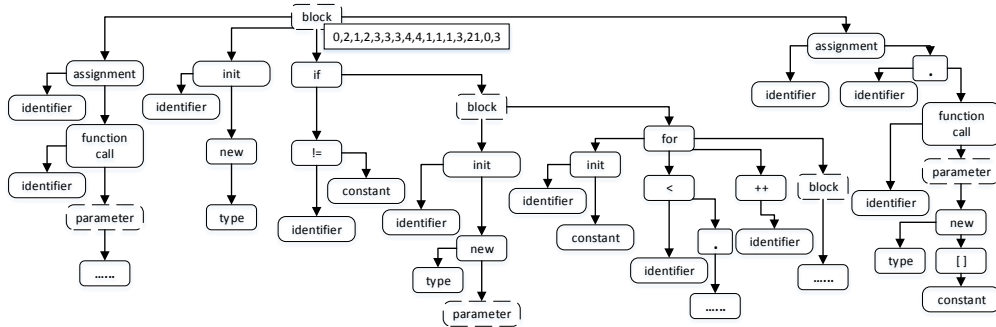 block
0,2,1,2,3,3,3,4,4,1,1,1,3,21,0,3
assignment
identifier
function
call
identifier
parameter
......
init
identifier
new
type
if
!=
constant
identifier
block
init
identifier
new
type
parameter
for
init
identifier
constant
<
identifier
.
......
++
identifier
block
......
assignment
identifier
.
identifier
function
call
identifier
parameter
new
type
[ ]
constant